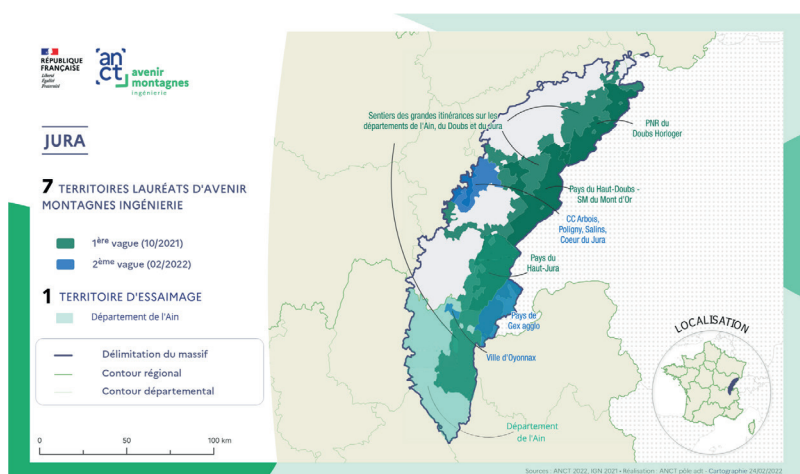 RÉPUBLIQUE
FRANÇAISE
Liberté
Égalité
Fraternité
an
ct
avenir
montagnes
ingénierie
JURA
7 TERRITOIRES LAURÉATS D'AVENIR
MONTAGNES INGÉNIERIE
1ère vague (10/2021)
2ème vague (02/2022)
1 TERRITOIRE D'ESSAIMAGE
Département de l'Ain
Délimitation du massif
Contour régional
Contour départemental
0 50 100 km
Sentiers des grandes itinérances sur les
départements de l'Ain, du Doubs et du Jura
PNR du
Doubs Horloger
Pays du Haut-Doubs -
SM du Mont d'Or
CC Arbois,
Poligny, Salins,
Coeur du Jura
Pays du
Haut-Jura
Pays de
Gex agglo
Ville d'Oyonnax
Département
de l'Ain
LOCALISATION
Sources : ANCT 2022, IGN 2021 • Réalisation : ANCT pôle adt - Cartographie 24/02/2022